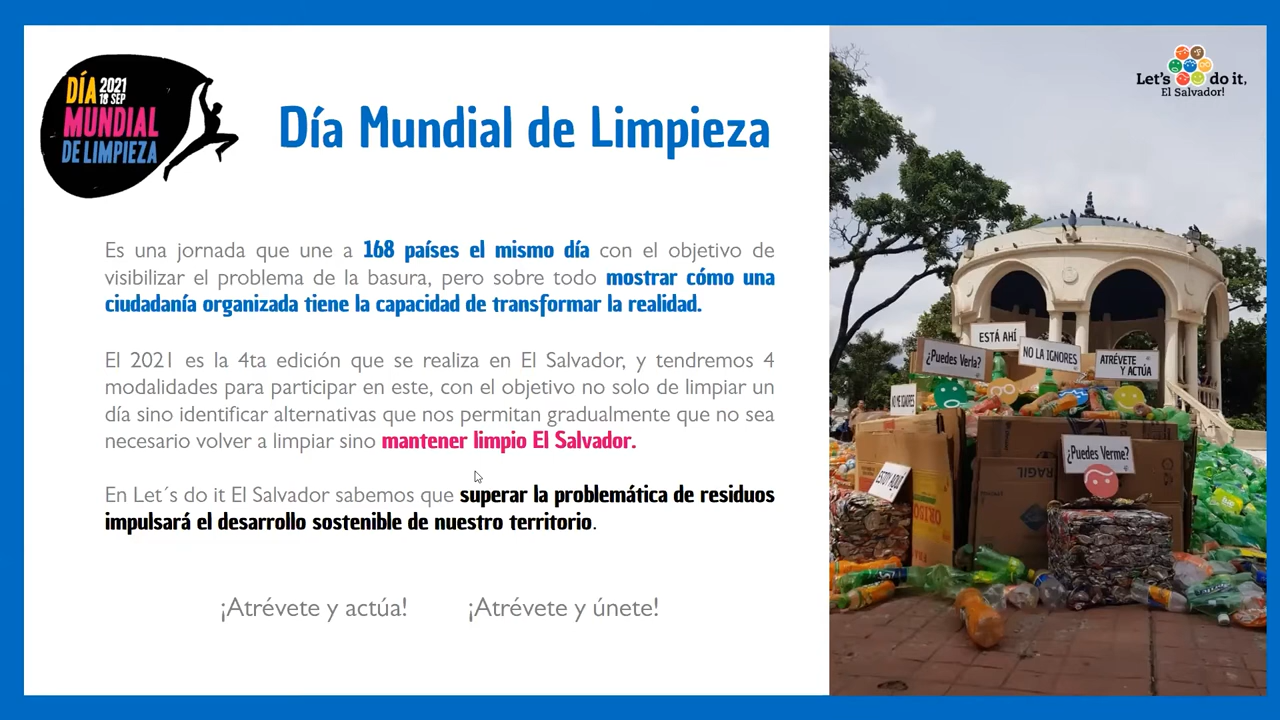 DÍA 2021
18 SEP
MUNDIAL
DE LIMPIEZA
Día Mundial de Limpieza
Es una jornada que une a 168 países el mismo día con el objetivo de
visibilizar el problema de la basura, pero sobre todo mostrar cómo una
ciudadanía organizada tiene la capacidad de transformar la realidad.
El 2021 es la 4ta edición que se realiza en El Salvador, y tendremos 4
modalidades para participar en este, con el objetivo no solo de limpiar un
día sino identificar alternativas que nos permitan gradualmente que no sea
necesario volver a limpiar sino mantener limpio El Salvador.
En Let´s do it El Salvador sabemos que superar la problemática de residuos
impulsará el desarrollo sostenible de nuestro territorio.
¡Atrévete y actúa! ¡Atrévete y únete!
Let's do it,
El Salvador!
ESTÁ AHÍ
¿Puedes Verla?
NO LA IGNORES
ATRÉVETE
Y ACTÚA
NO ME IGNORES
¿Puedes Verme?
ESTOY AQUÍ
FRAGIL